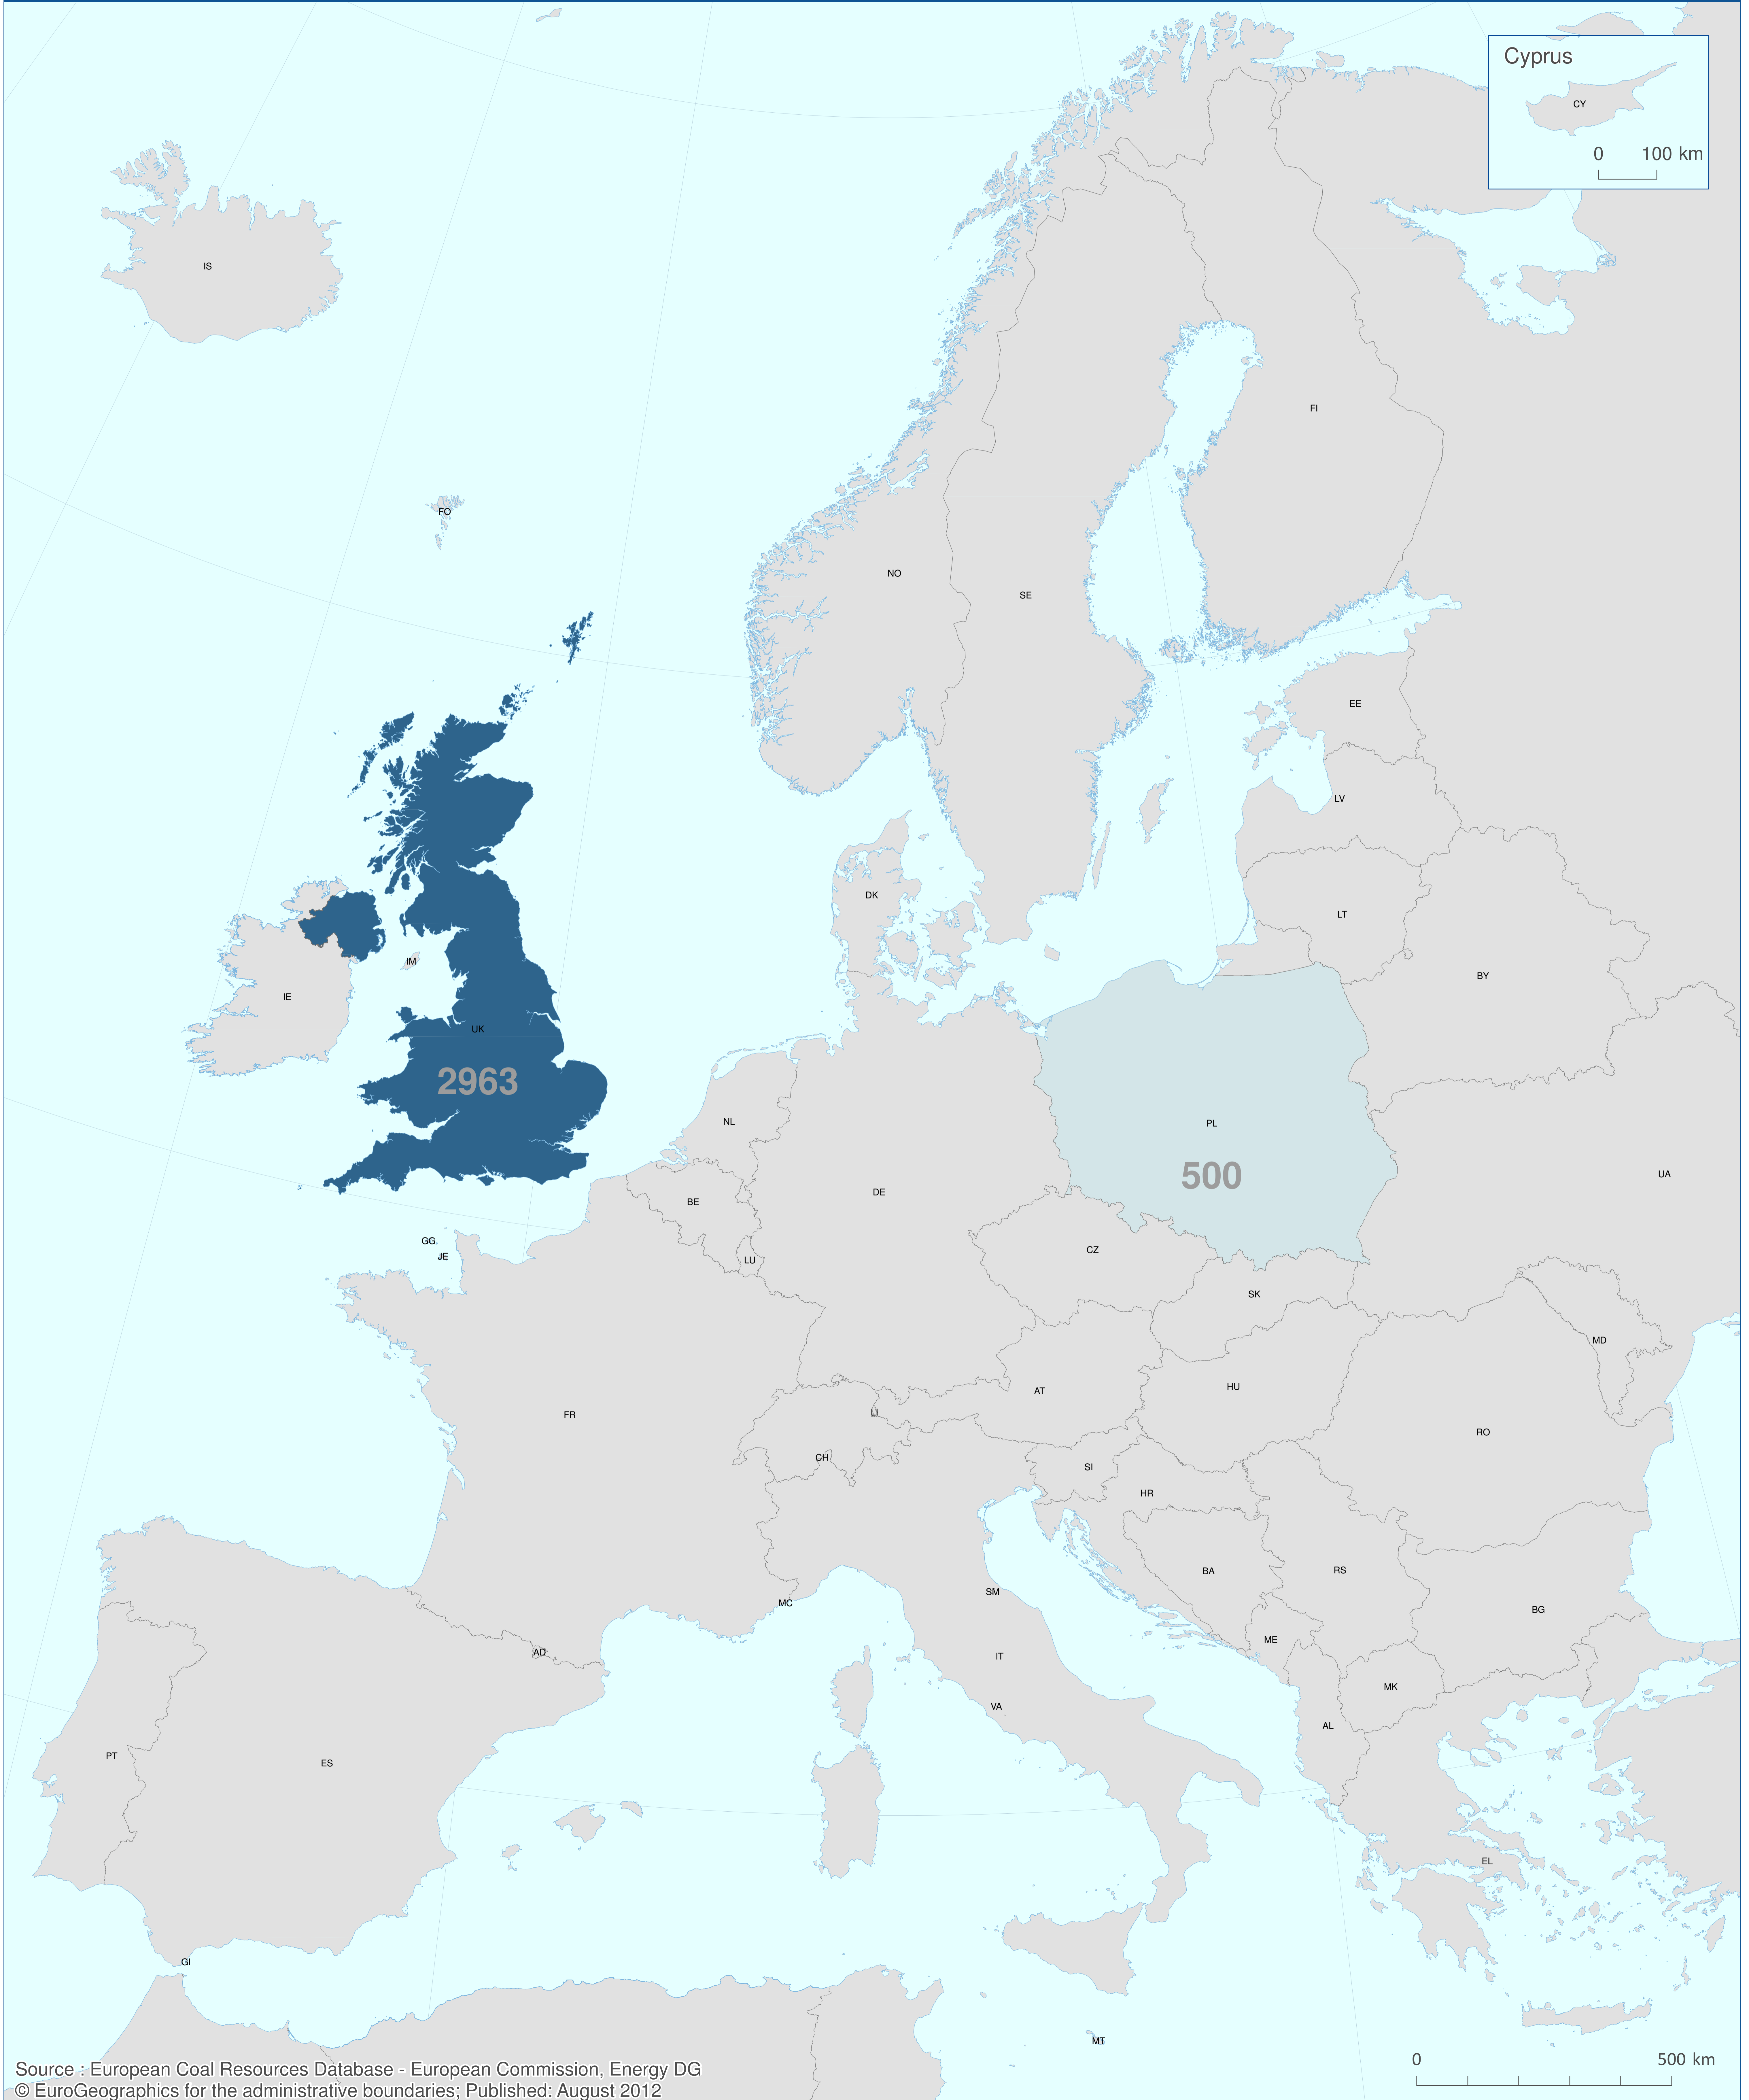 Cyprus
CY
0 100 km
IS
FI
FO
NO
SE
EE
LV
DK
LT
IM
BY
IE
UK
2963
NL
PL
UA
500
DE
BE
GG
CZ
JE
LU
SK
MD
HU
AT
LI
FR
RO
CH
SI
HR
BA
RS
SM
MC
BG
ME
AD
IT
MK
VA
AL
PT
ES
EL
GI
MT
0 500 km
Source : European Coal Resources Database - European Commission, Energy DG
© EuroGeographics for the administrative boundaries; Published: August 2012